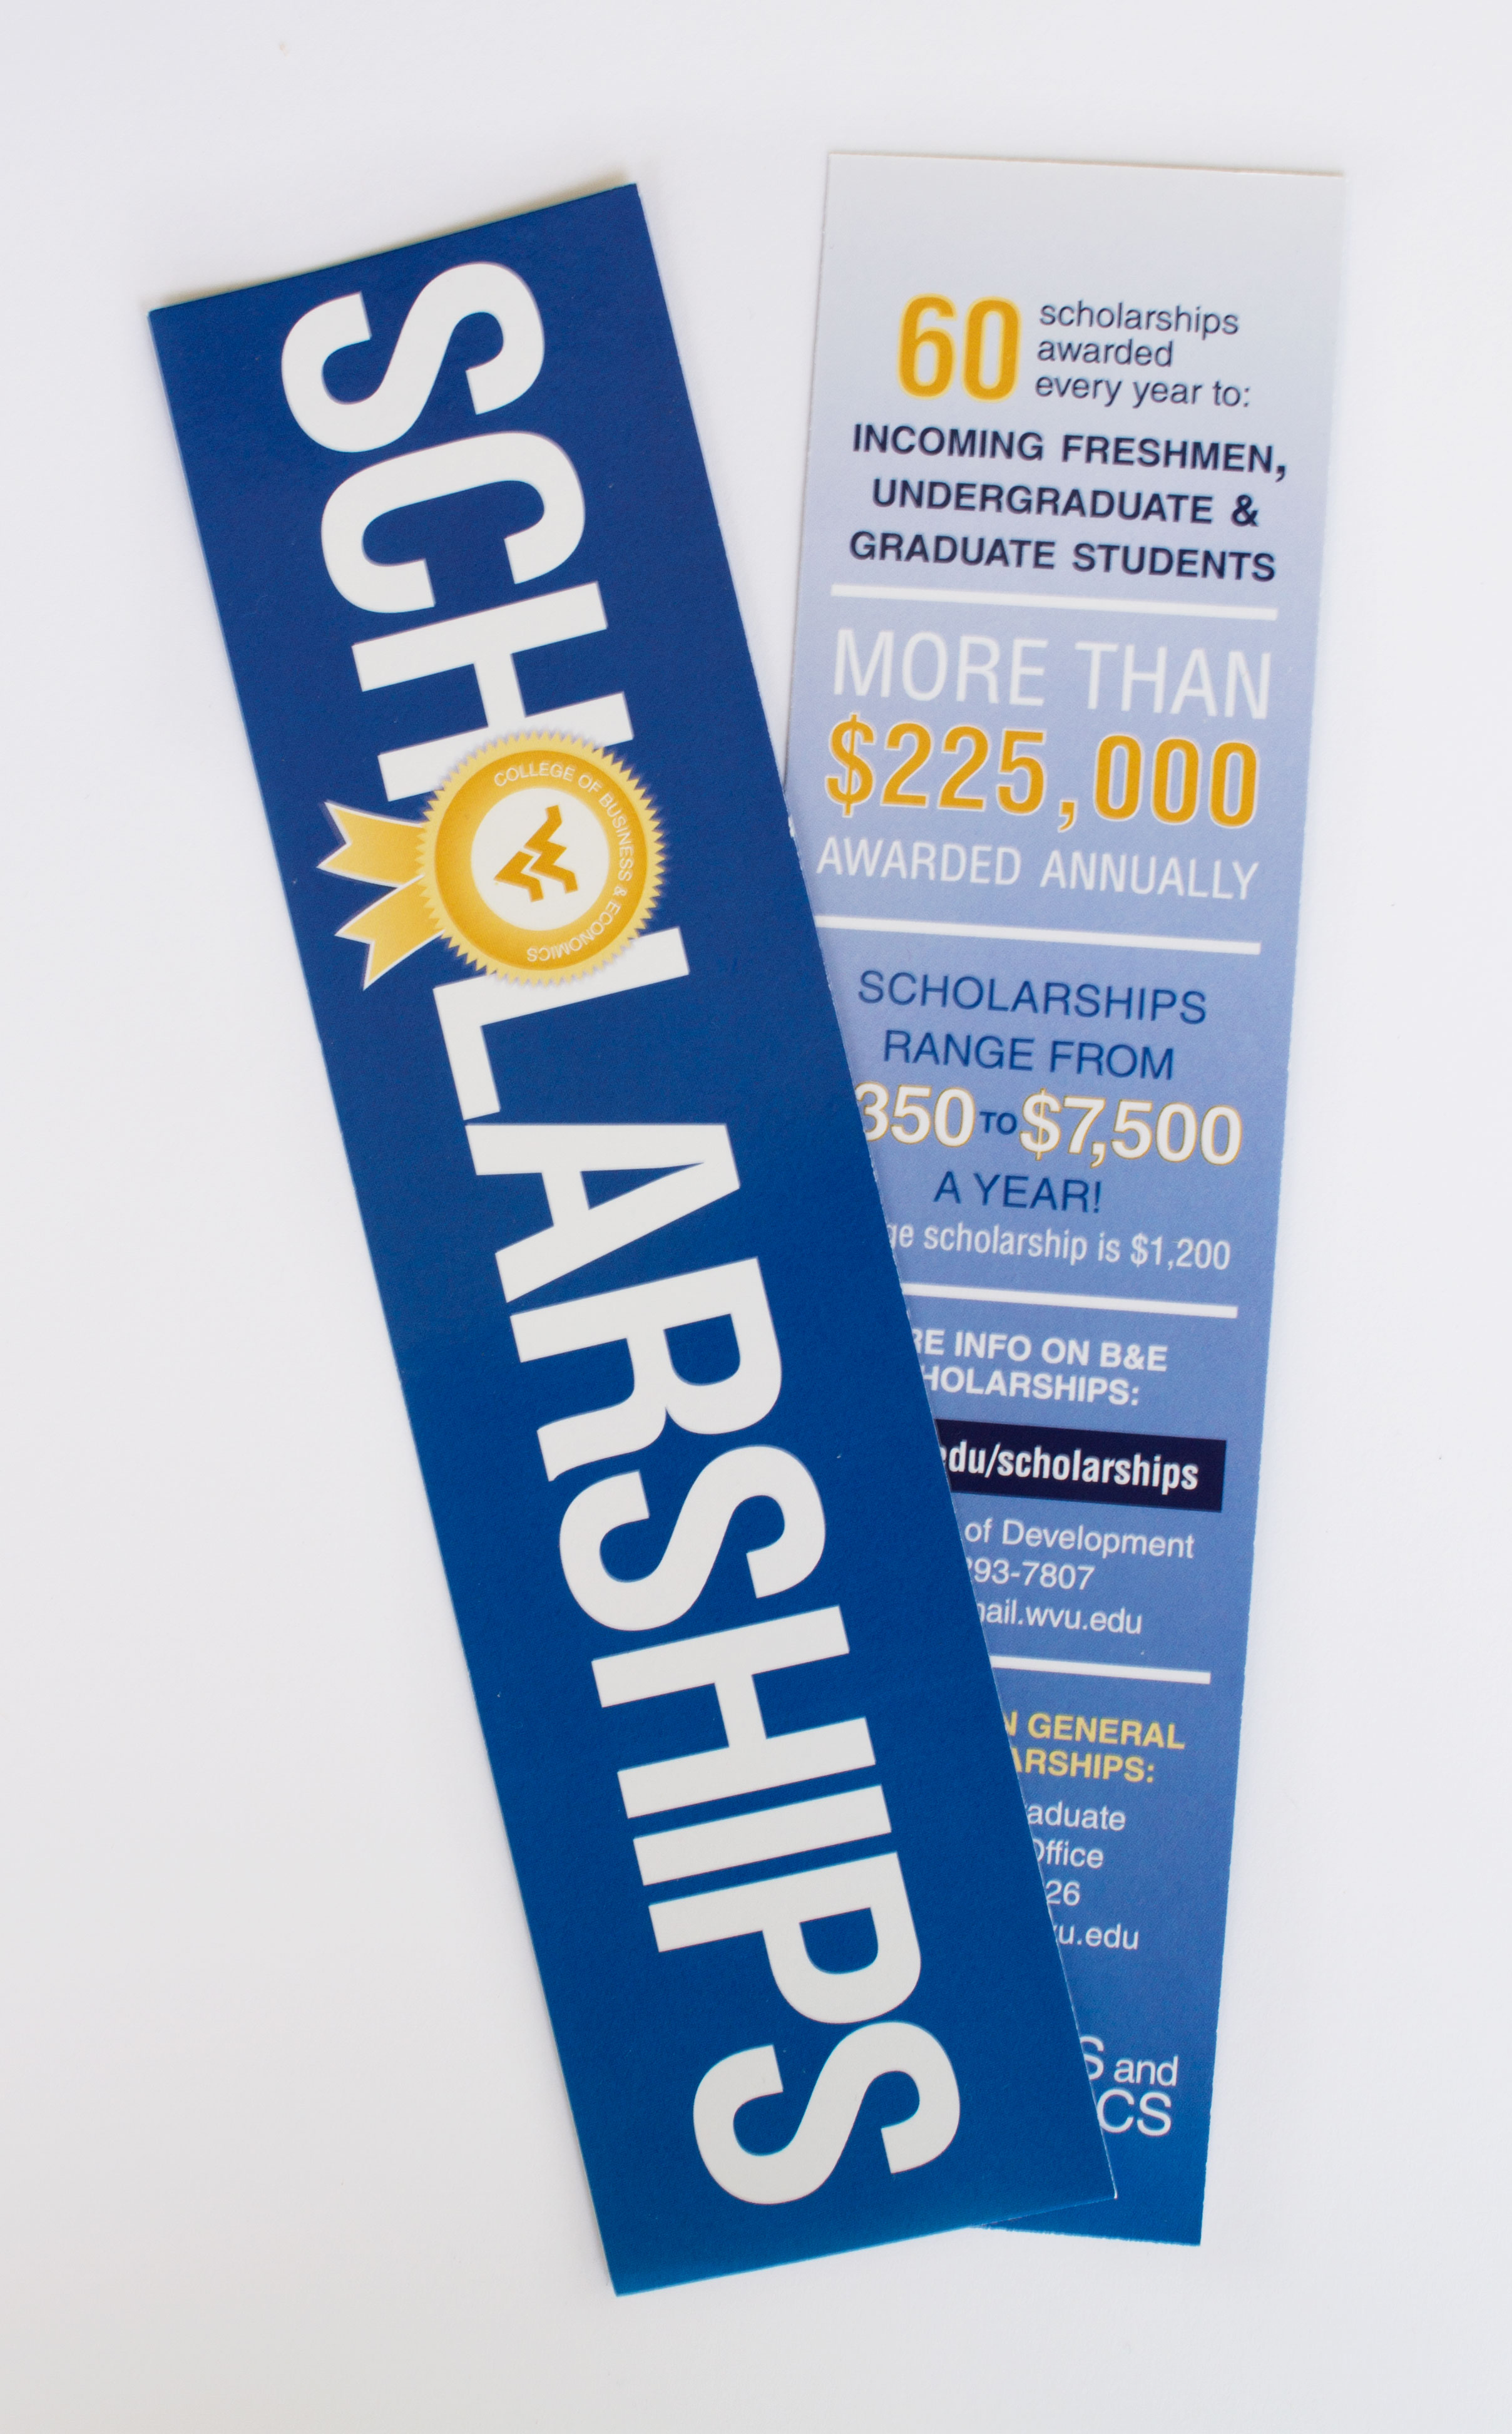 SCHOLARSHIPS
COLLEGE OF BUSINESS & ECONOMICS
60 scholarships
awarded
every year to:
INCOMING FRESHMEN,
UNDERGRADUATE &
GRADUATE STUDENTS
MORE THAN
$225,000
AWARDED ANNUALLY
SCHOLARSHIPS
RANGE FROM
350 TO $7,500
A YEAR!
scholarship is $1,200
INFO ON B&E
HOLARSHIPS:
edu/scholarships
of Development
293-7807
mail.wvu.edu
GENERAL
ARSHIPS:
aduate
Office
26
u.edu
S and
CS